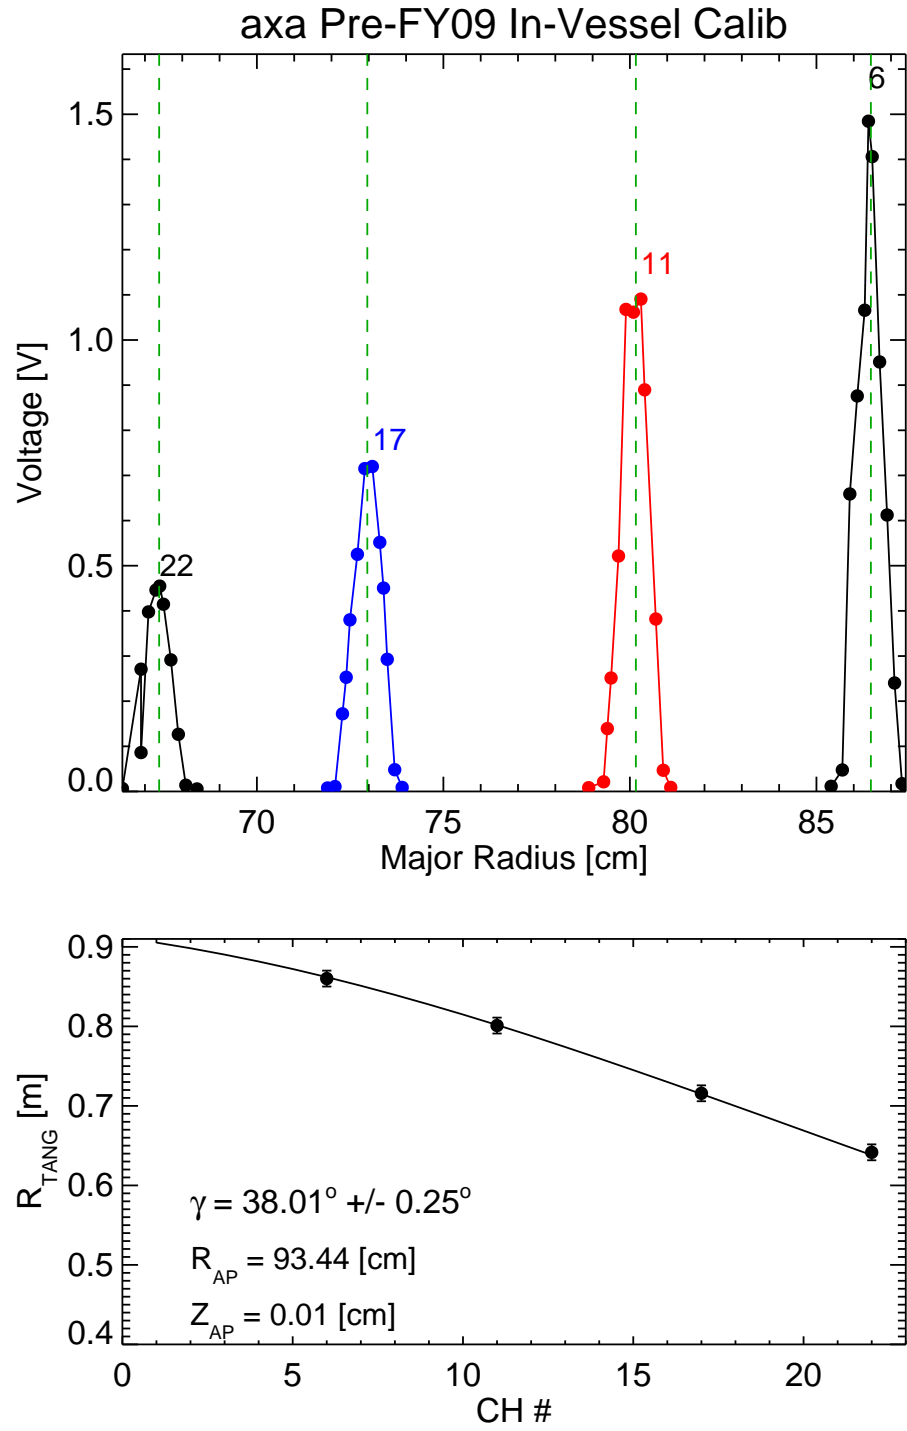 axa Pre-FY09 In-Vessel Calib
6
1.5
11
1.0
Voltage [V]
17
22
0.5
0.0
70 75 80 85
Major Radius [cm]
0.9
0.8
0.7
R_TANG [m]
0.6
γ = 38.01° +/- 0.25°
R_AP = 93.44 [cm]
0.5
Z_AP = 0.01 [cm]
0.4
0 5 10 15 20
CH #